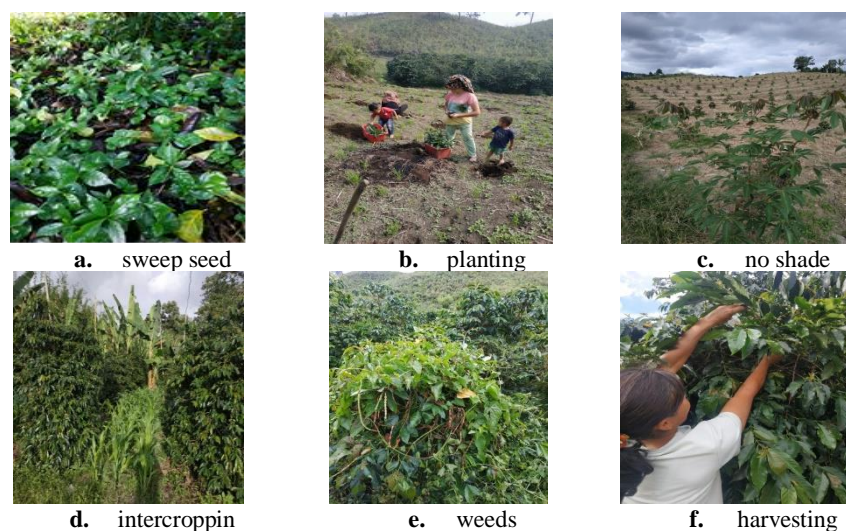 a. sweep seed
b. planting
c. no shade
d. intercroppin
e. weeds
f. harvesting